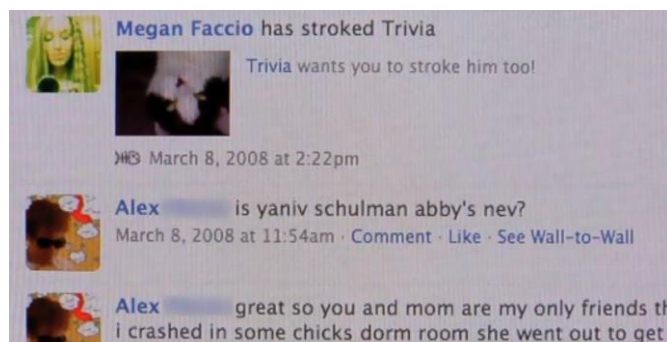 Megan Faccio has stroked Trivia
Trivia wants you to stroke him too!
March 8, 2008 at 2:22pm
Alex is yaniv schulman abby's nev?
March 8, 2008 at 11:54am · Comment · Like · See Wall-to-Wall
Alex great so you and mom are my only friends
i crashed in some chicks dorm room she went out to get